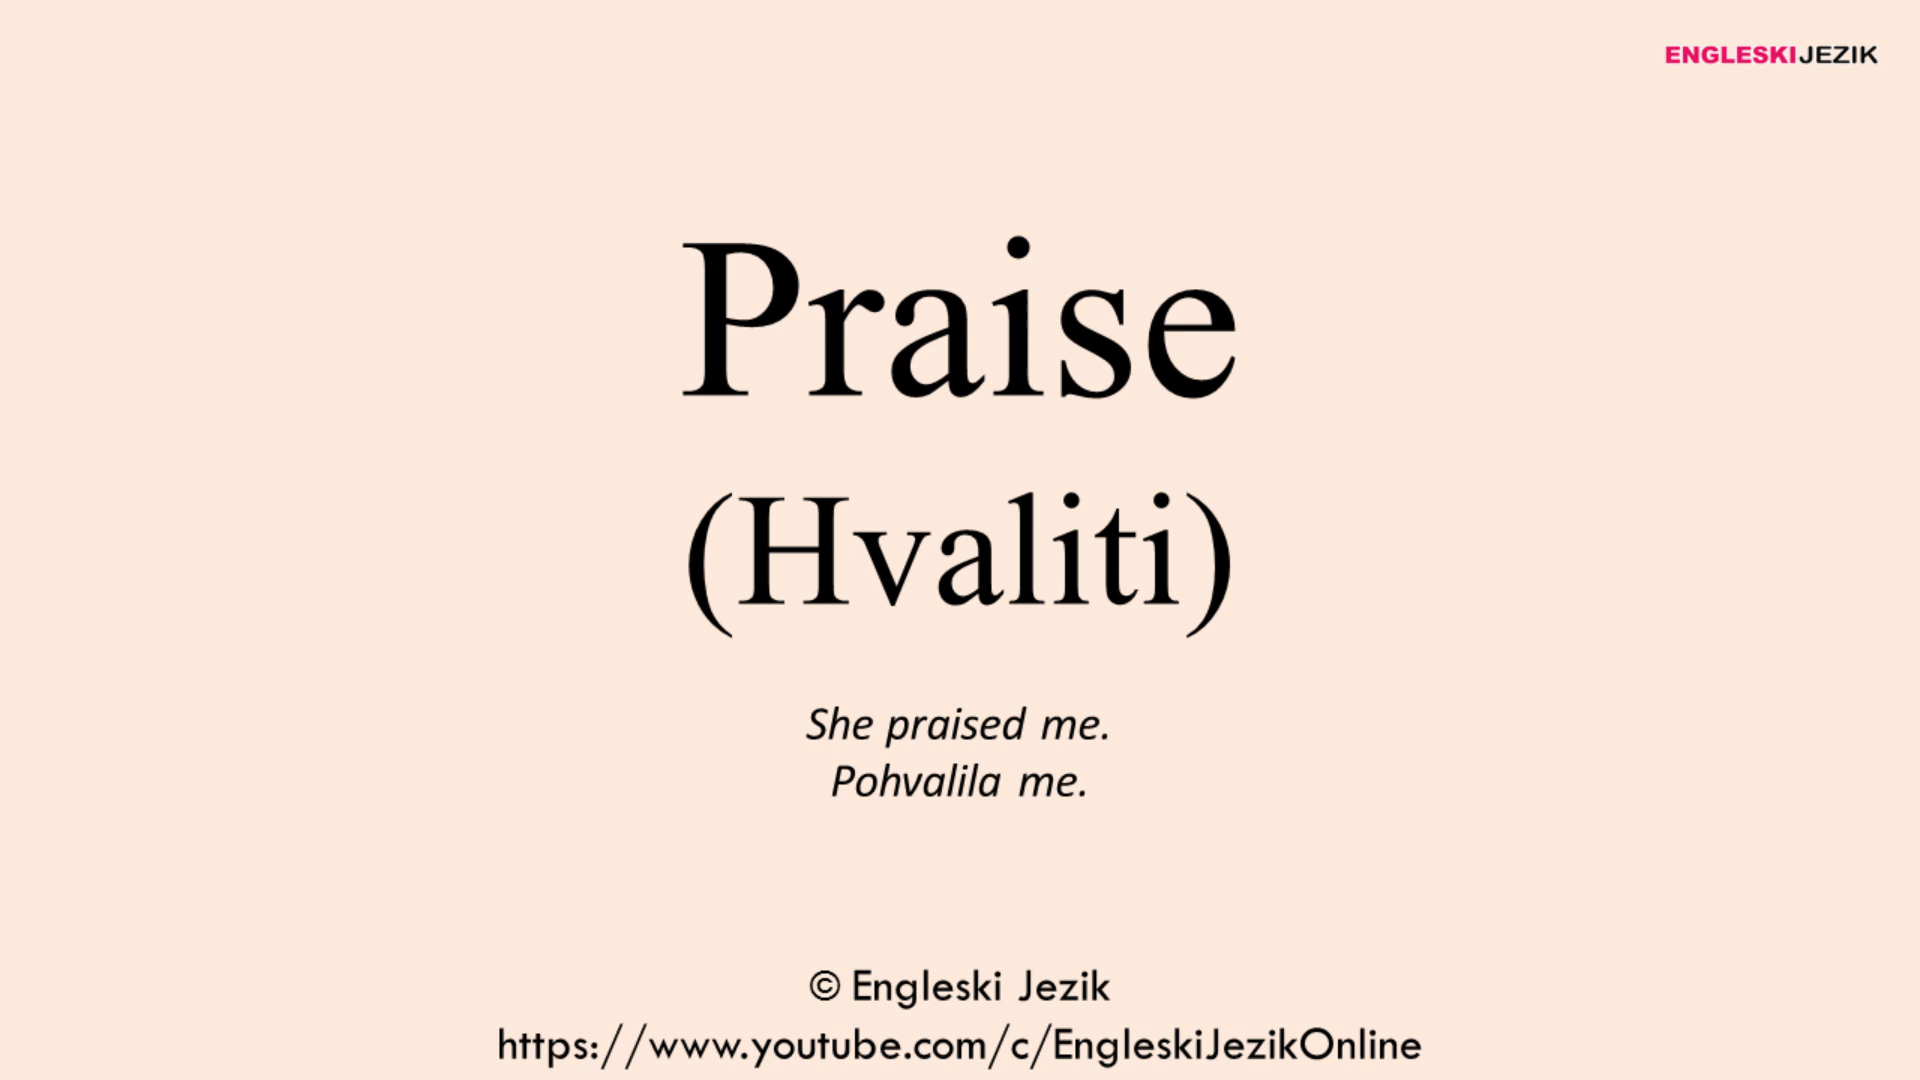 ENGLESKIJEZIK
Praise
(Hvaliti)
She praised me.
Pohvalila me.
© Engleski Jezik
https://www.youtube.com/c/EngleskiJezikOnline